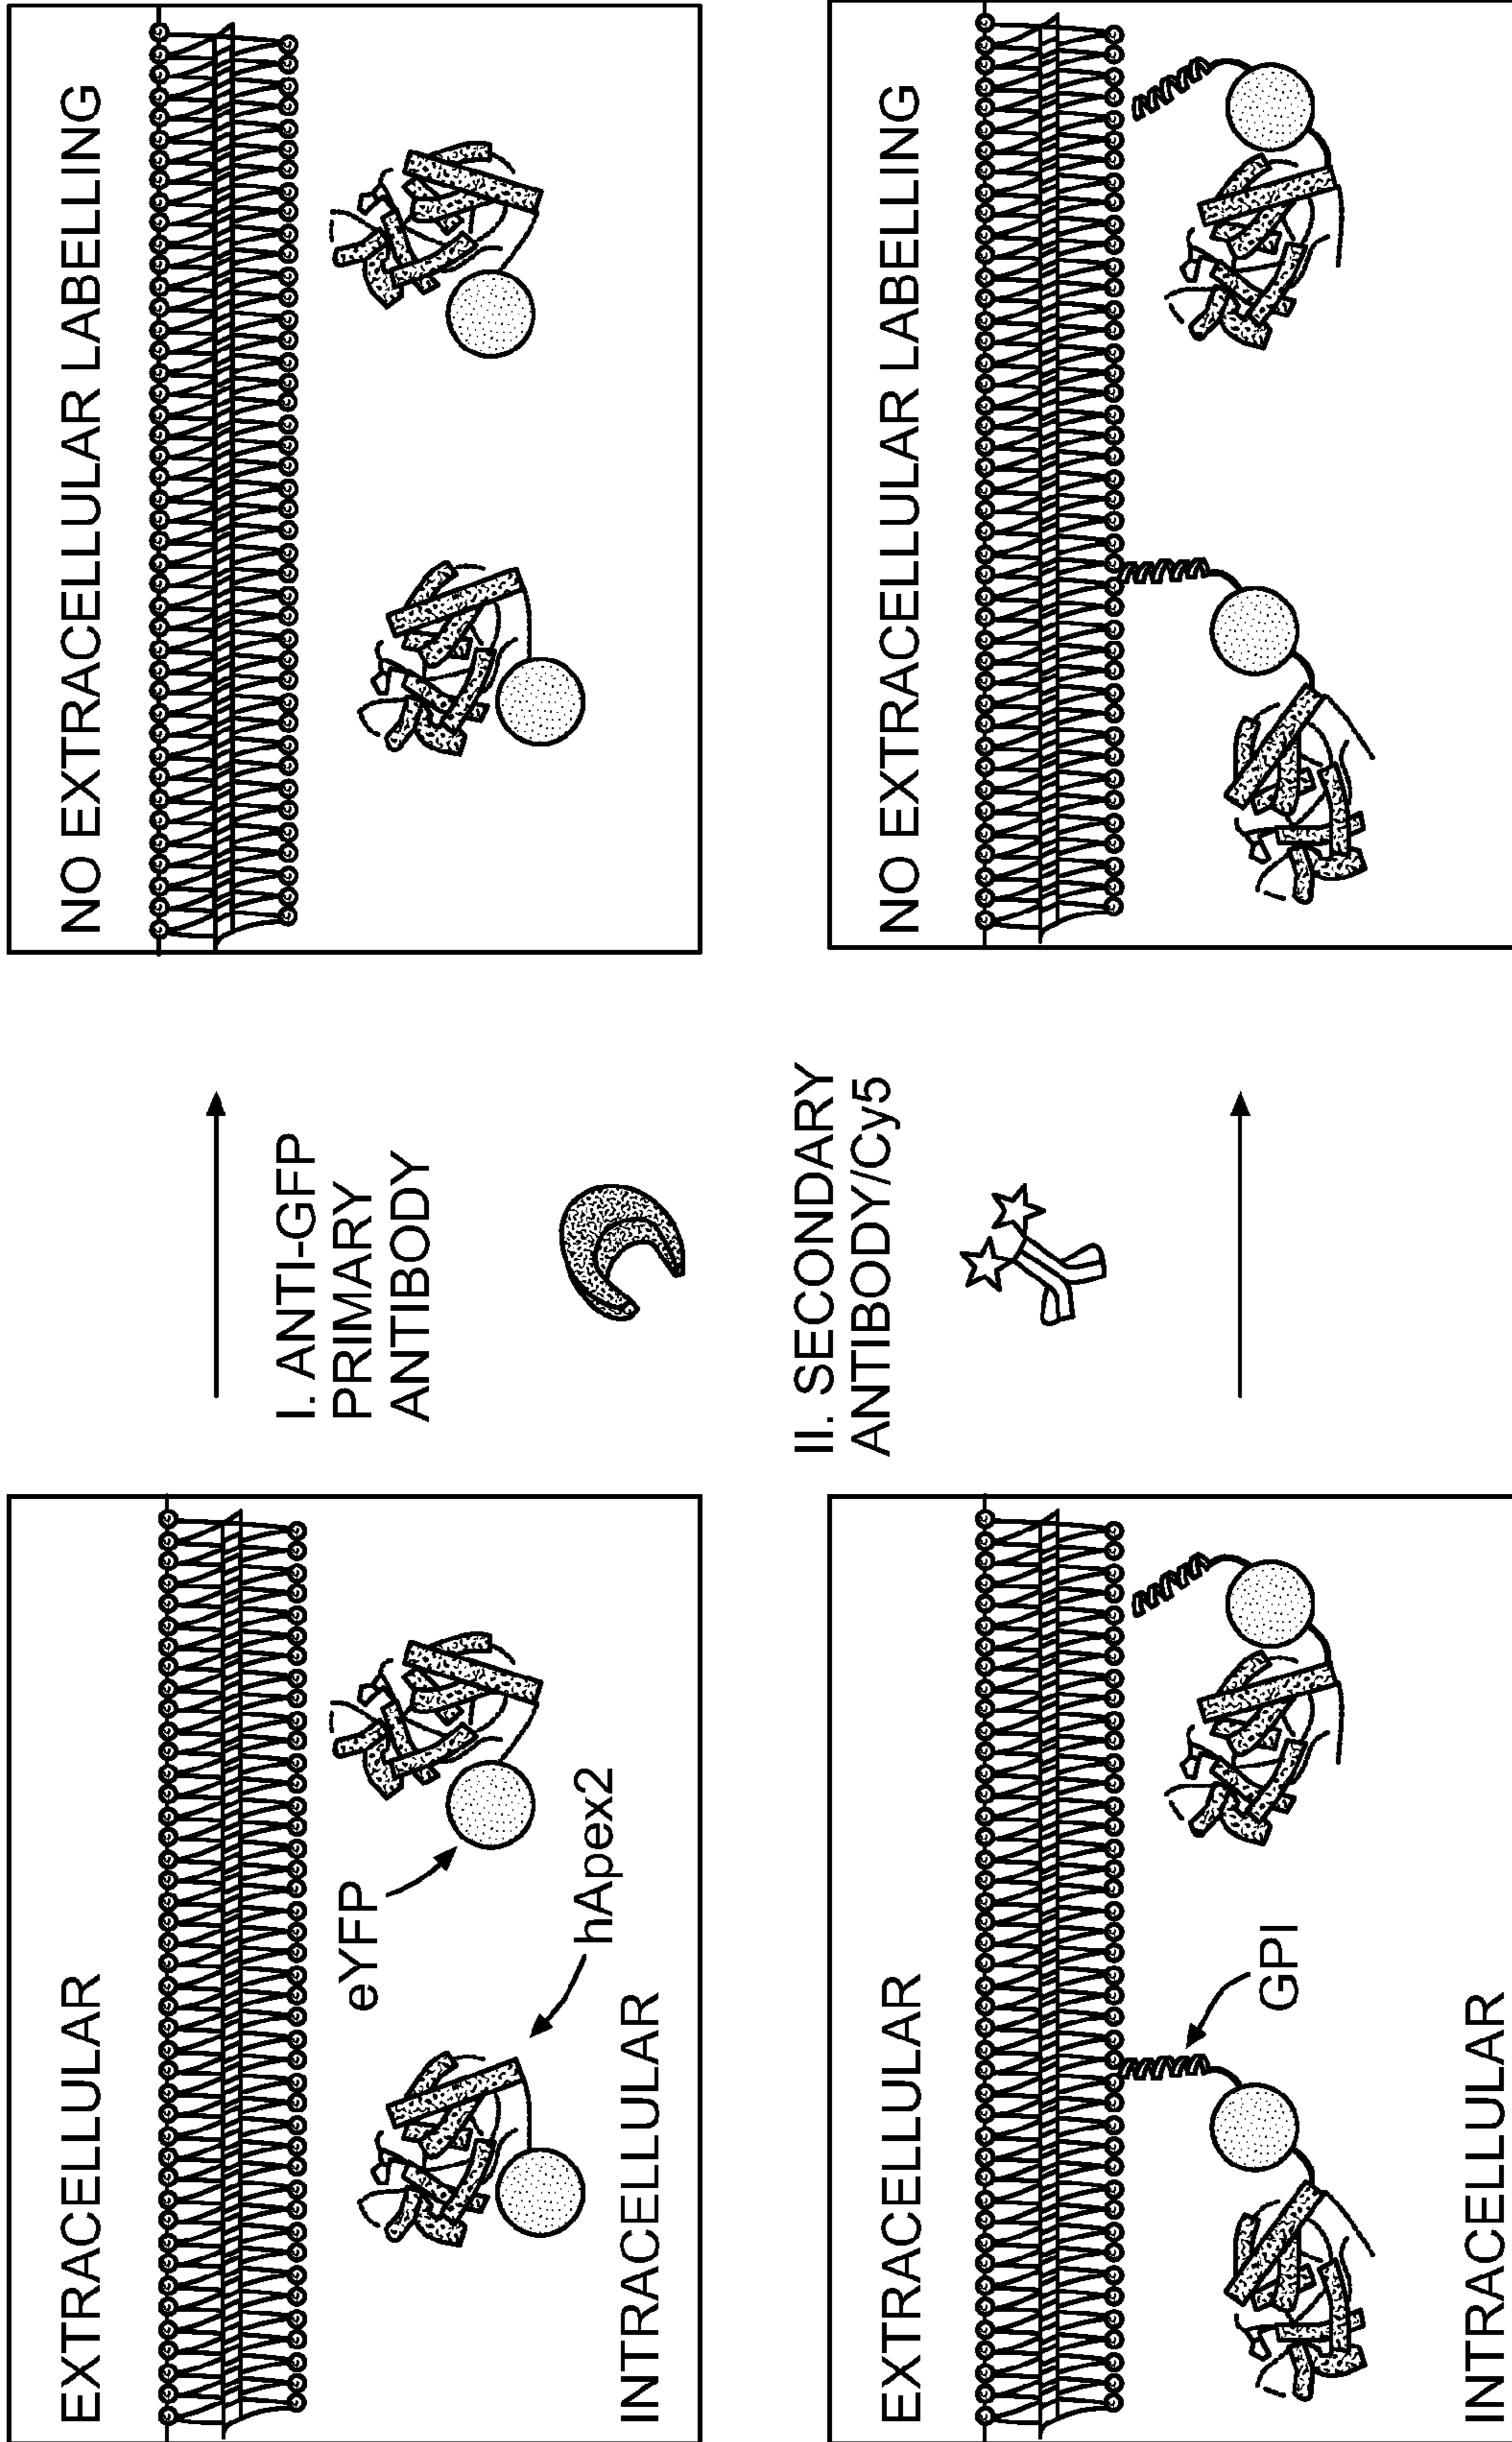 EXTRACELLULAR
eYFP
hApex2
INTRACELLULAR
I. ANTI-GFP
PRIMARY
ANTIBODY
NO EXTRACELLULAR LABELLING
II. SECONDARY
ANTIBODY/Cy5
EXTRACELLULAR
GPI
INTRACELLULAR
NO EXTRACELLULAR LABELLING